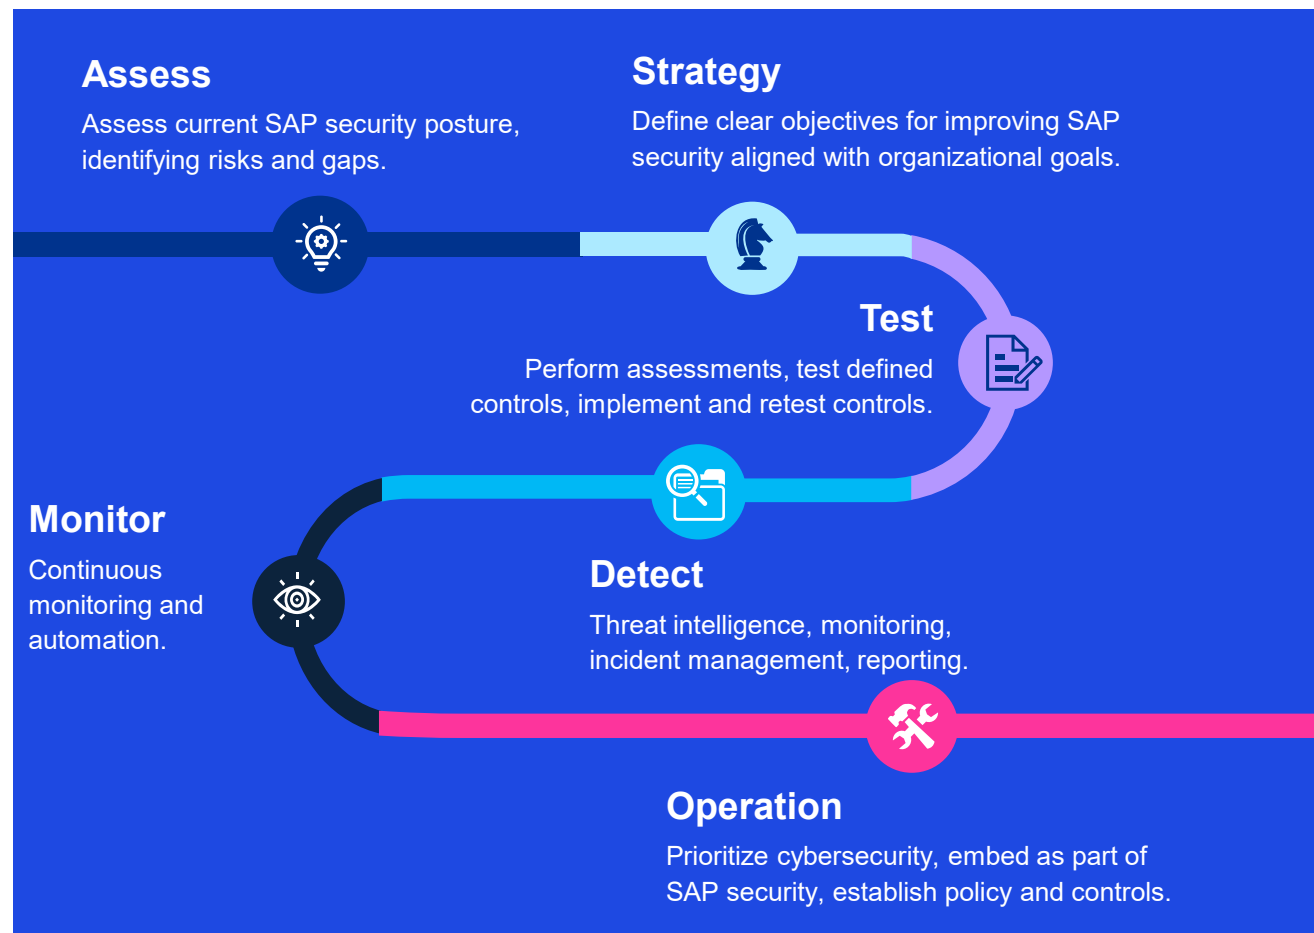 Assess
Assess current SAP security posture,
identifying risks and gaps.
Strategy
Define clear objectives for improving SAP
security aligned with organizational goals.
Test
Perform assessments, test defined
controls, implement and retest controls.
Detect
Threat intelligence, monitoring,
incident management, reporting.
Monitor
Continuous
monitoring and
automation.
Operation
Prioritize cybersecurity, embed as part of
SAP security, establish policy and controls.